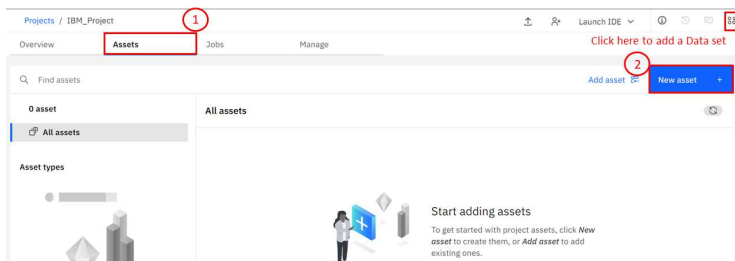 Projects / IBM_Project
1
Launch IDE
Overview
Assets
Jobs
Manage
Click here to add a Data set
2
Find assets
Add asset
New asset +
0 asset
All assets
All assets
Asset types
Start adding assets
To get started with project assets, click New
asset to create them, or Add asset to add
existing ones.